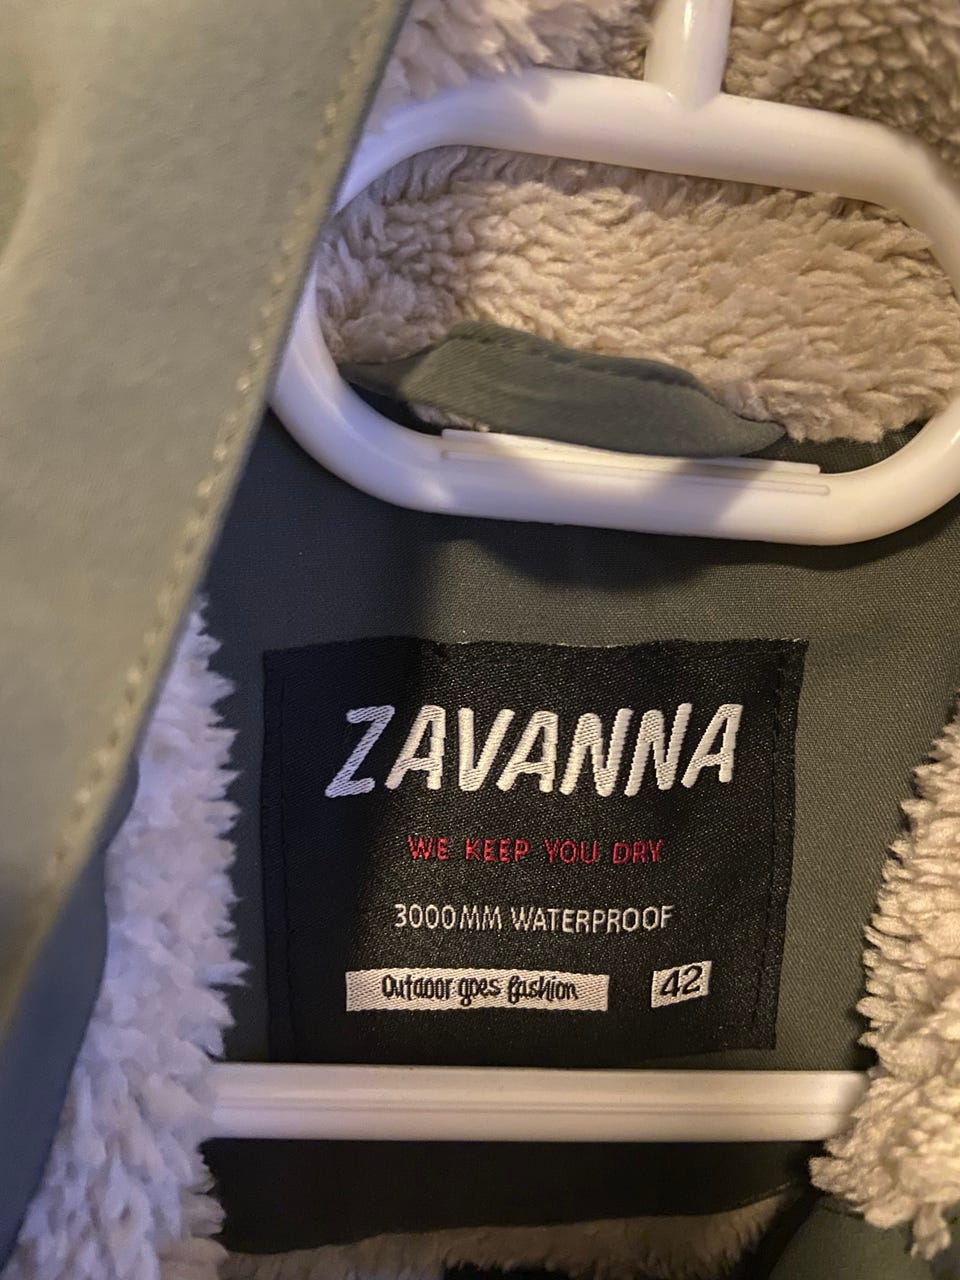 ZAVANNA
WE KEEP YOU DRY
3000MM WATERPROOF
Outdoor goes fashion 42